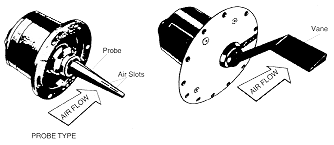 Probe
Air Slots
AIR FLOW
PROBE TYPE
Vane
AIR FLOW